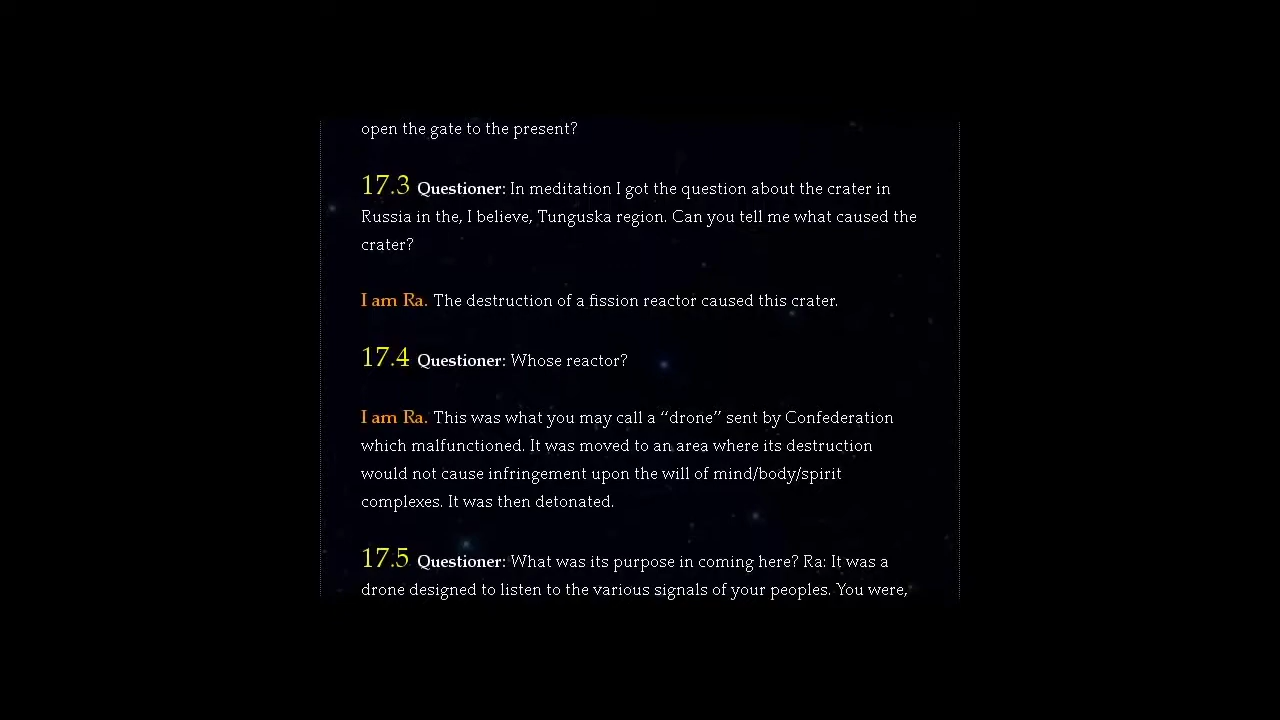 open the gate to the present?
17.3 Questioner: In meditation I got the question about the crater in
Russia in the, I believe, Tunguska region. Can you tell me what caused the
crater?
I am Ra. The destruction of a fission reactor caused this crater.
17.4 Questioner: Whose reactor?
I am Ra. This was what you may call a “drone” sent by Confederation
which malfunctioned. It was moved to an area where its destruction
would not cause infringement upon the will of mind/body/spirit
complexes. It was then detonated.
17.5 Questioner: What was its purpose in coming here? Ra: It was a
drone designed to listen to the various signals of your peoples. You were,